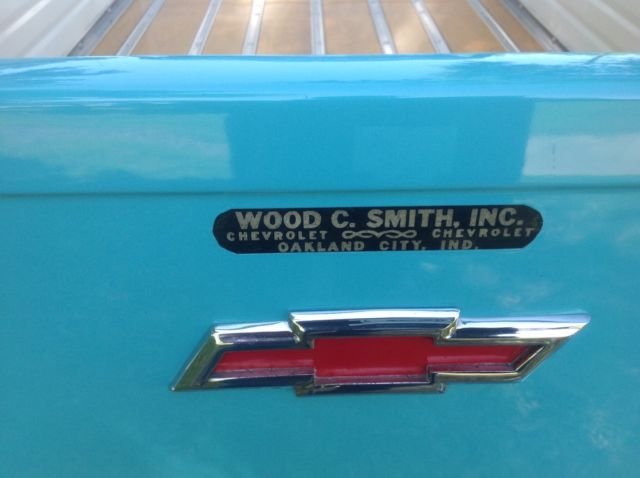 WOOD C. SMITH, INC.
CHEVROLET CHEVROLET
OAKLAND CITY, IND.